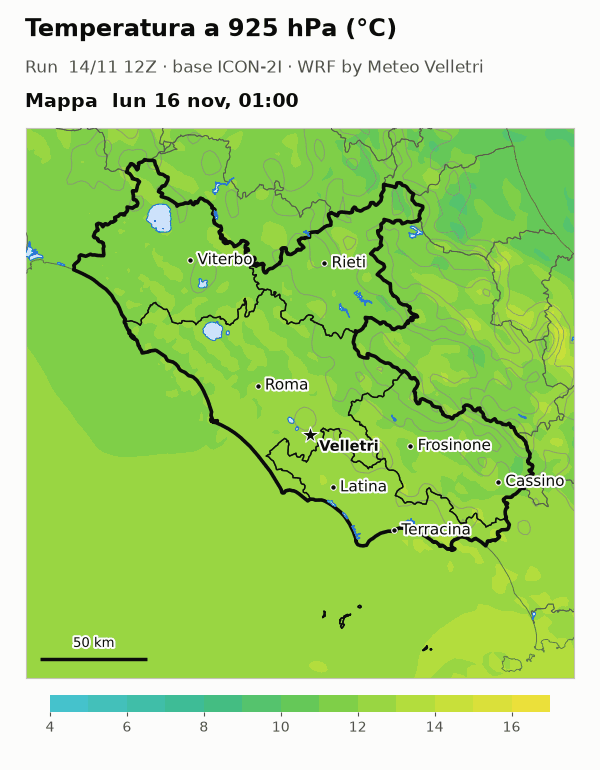 Temperatura a 925 hPa (°C)
Run  14/11 12Z · base ICON-2I · WRF by Meteo Velletri
Mappa  lun 16 nov, 01:00
Viterbo
Rieti
Roma
Velletri
Frosinone
Latina
Cassino
Terracina
50 km
4 6 8 10 12 14 16